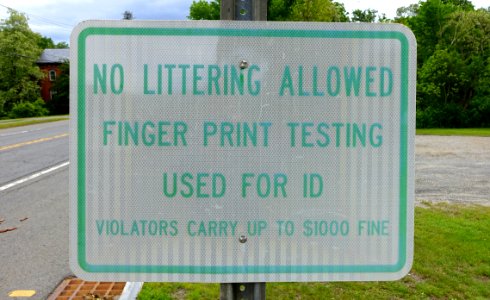 NO LITTERING ALLOWED
FINGER PRINT TESTING
USED FOR ID
VIOLATORS CARRY UP TO $1000 FINE